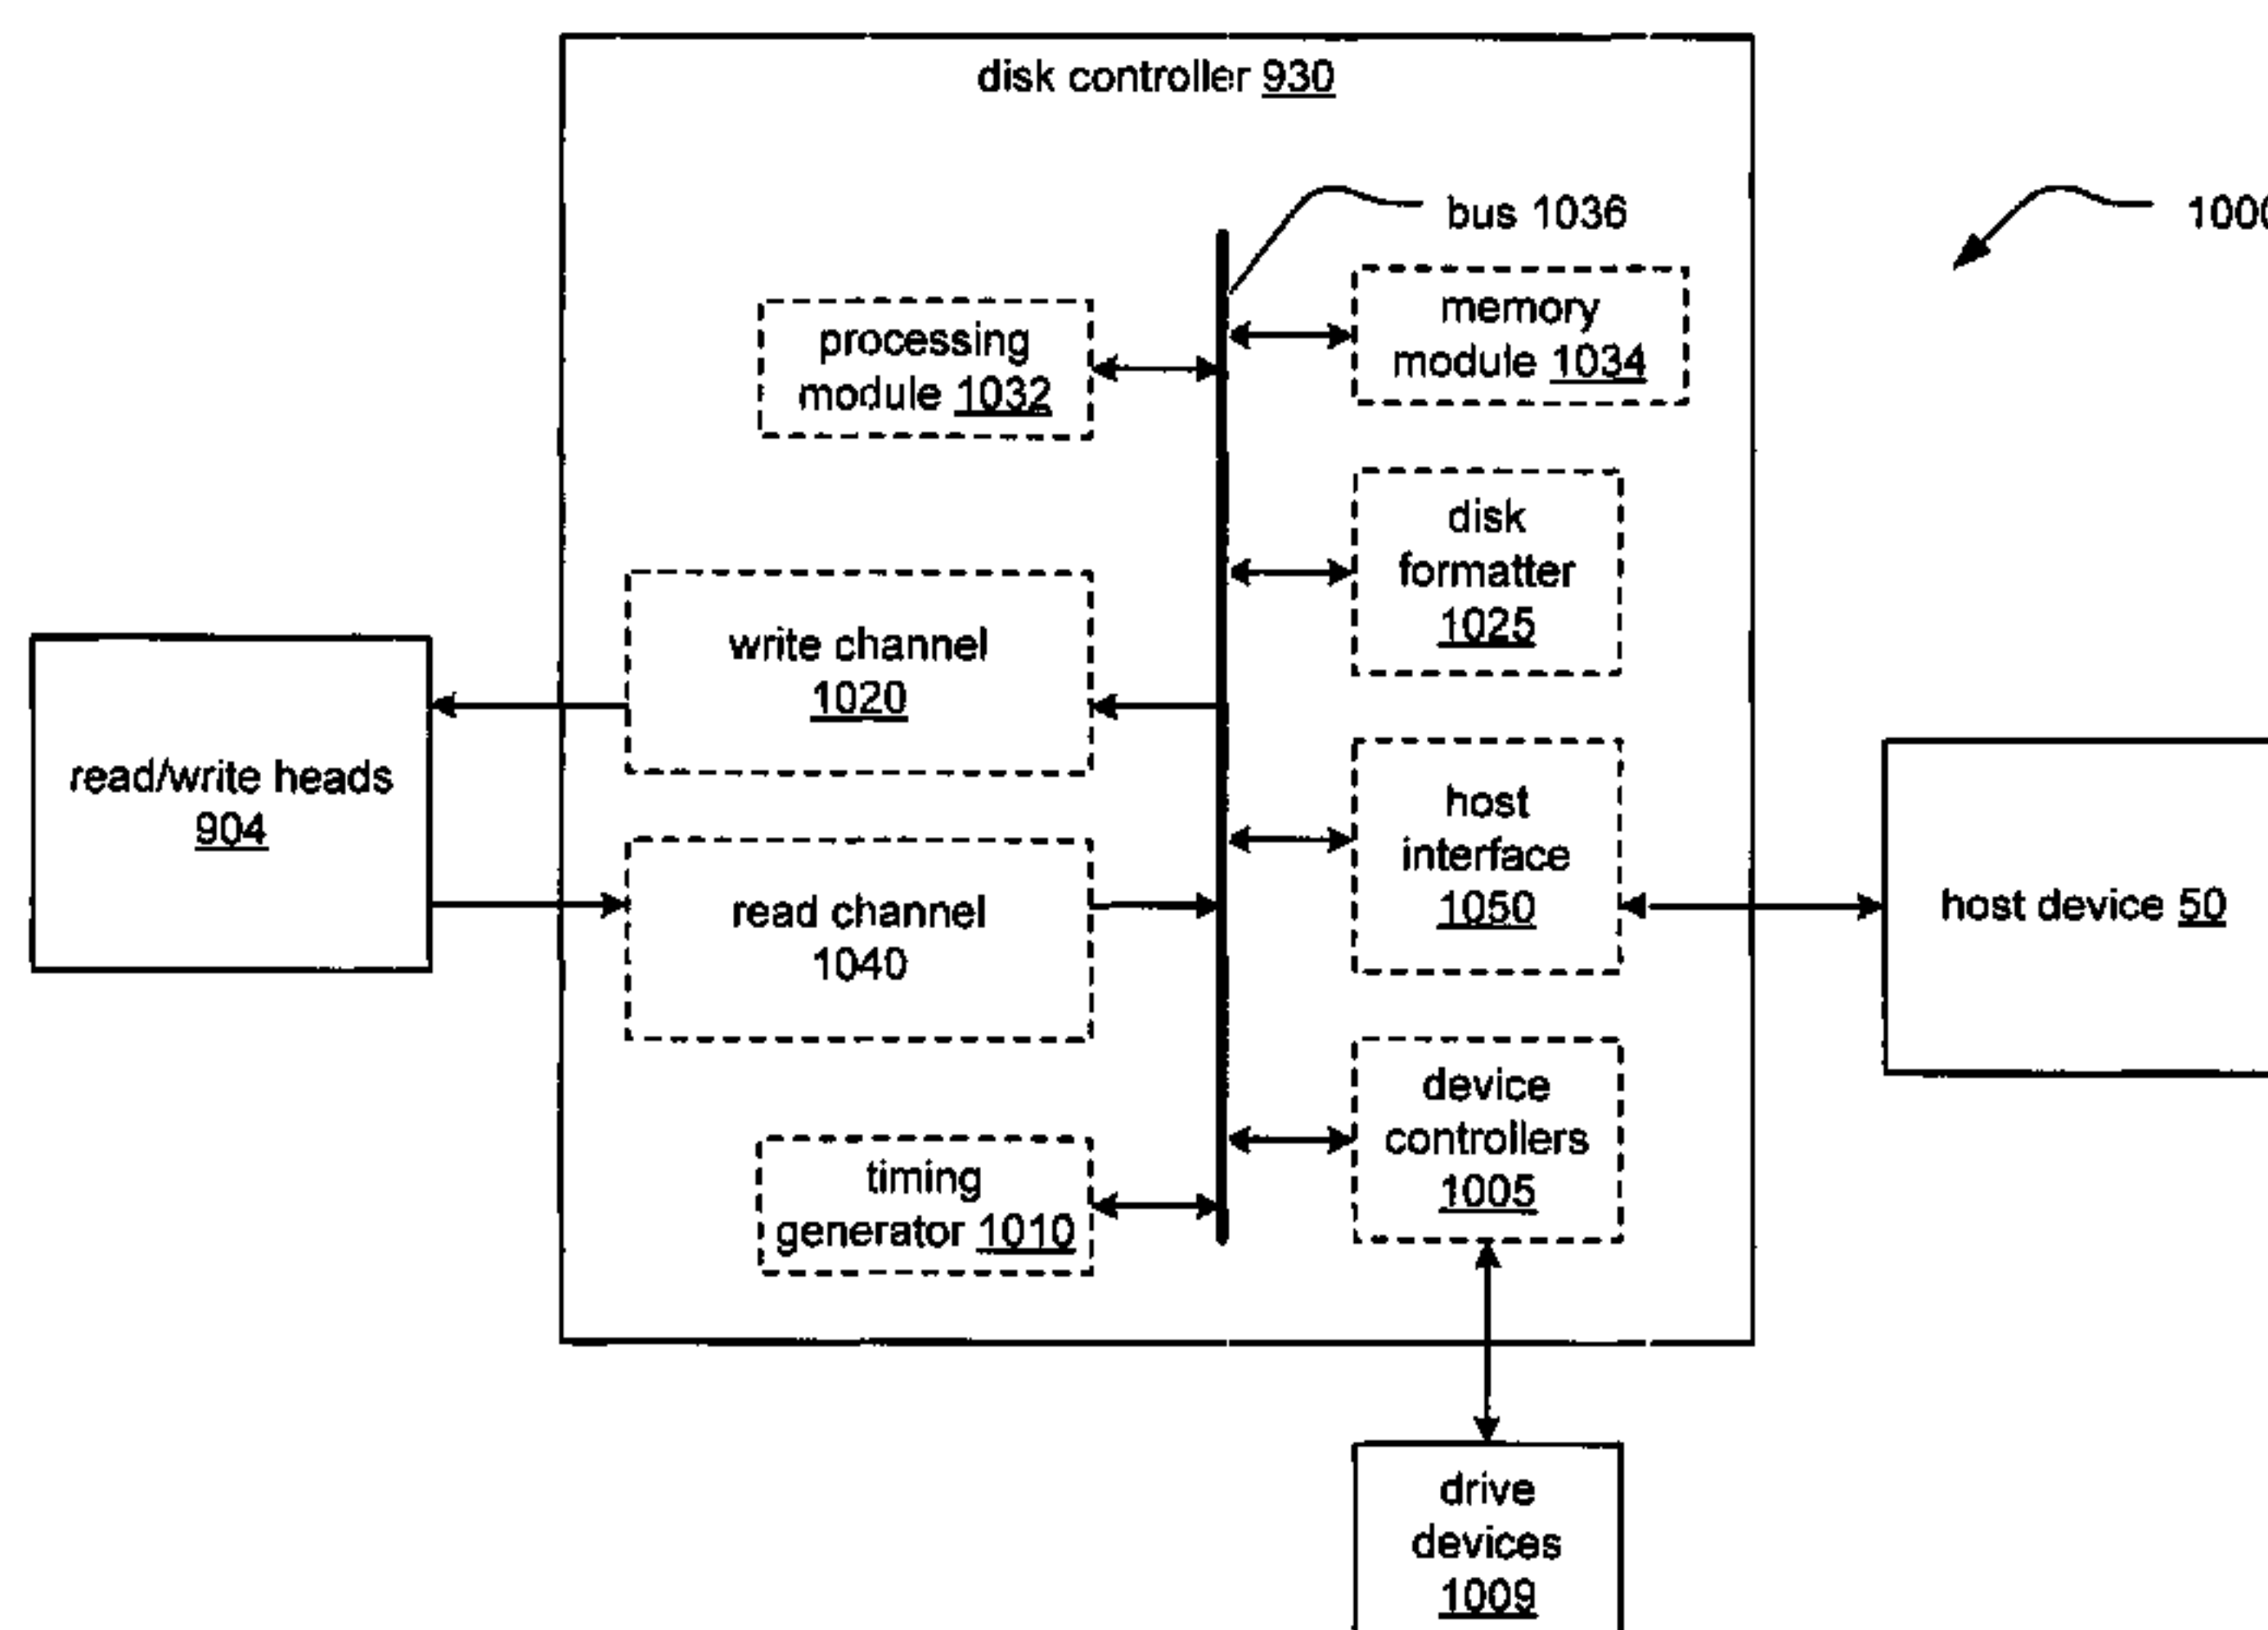 disk controller 930
bus 1036
1000
memory
module 1034
processing
module 1032
disk
formatter
1025
write channel
1020
read/write heads
904
host
interface
1050
host device 50
read channel
1040
device
controllers
1005
timing
generator 1010
drive
devices
1009